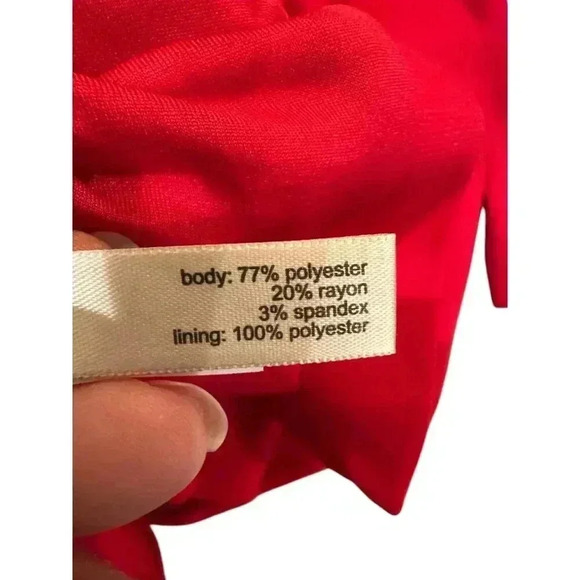 body: 77% polyester
20% rayon
3% spandex
lining: 100% polyester